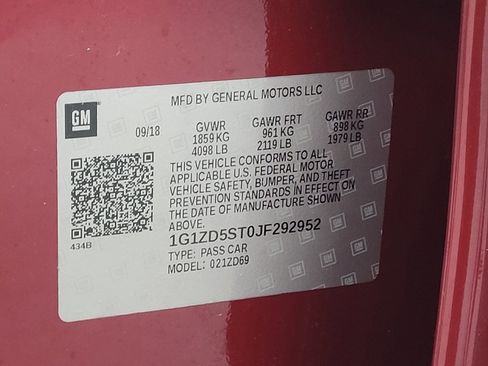 GM
MFD BY GENERAL MOTORS LLC
09/18 GVWR GAWR FRT GAWR RR
1859 KG 961 KG 898 KG
4098 LB 2119 LB 1979 LB
THIS VEHICLE CONFORMS TO ALL
APPLICABLE U.S. FEDERAL MOTOR
VEHICLE SAFETY, BUMPER, AND THEFT
PREVENTION STANDARDS IN EFFECT ON
THE DATE OF MANUFACTURE SHOWN
ABOVE.
434B
1G1ZD5ST0JF292952
TYPE: PASS CAR
MODEL: 021ZD69